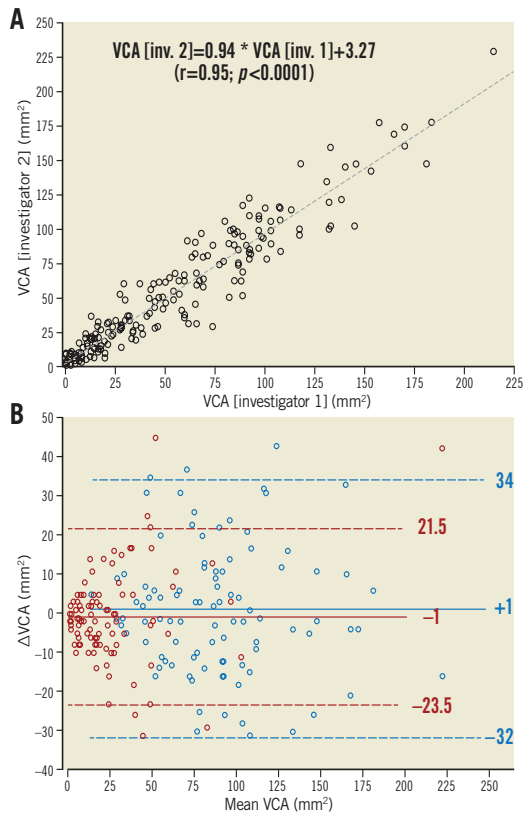 A
VCA [inv. 2]=0.94 * VCA [inv. 1]+3.27
(r=0.95; p<0.0001)
VCA [investigator 2] (mm²)
250
225
200
175
150
125
100
75
50
25
0
0 25 50 75 100 125 150 175 200 225
VCA [investigator 1] (mm²)
B
ΔVCA (mm²)
50
40
30
20
10
0
−10
−20
−30
−40
34
21.5
+1
−1
−23.5
−32
0 25 50 75 100 125 150 175 200 225 250
Mean VCA (mm²)